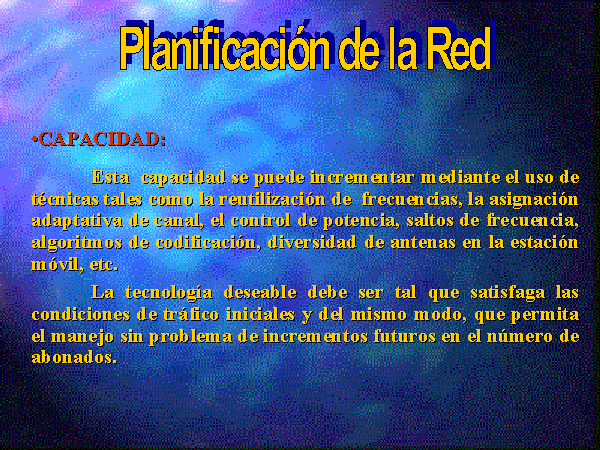 Planificación de la Red
•CAPACIDAD:
Esta capacidad se puede incrementar mediante el uso de
técnicas tales como la reutilización de frecuencias, la asignación
adaptativa de canal, el control de potencia, saltos de frecuencia,
algoritmos de codificación, diversidad de antenas en la estación
móvil, etc.
La tecnología deseable debe ser tal que satisfaga las
condiciones de tráfico iniciales y del mismo modo, que permita
el manejo sin problema de incrementos futuros en el número de
abonados.